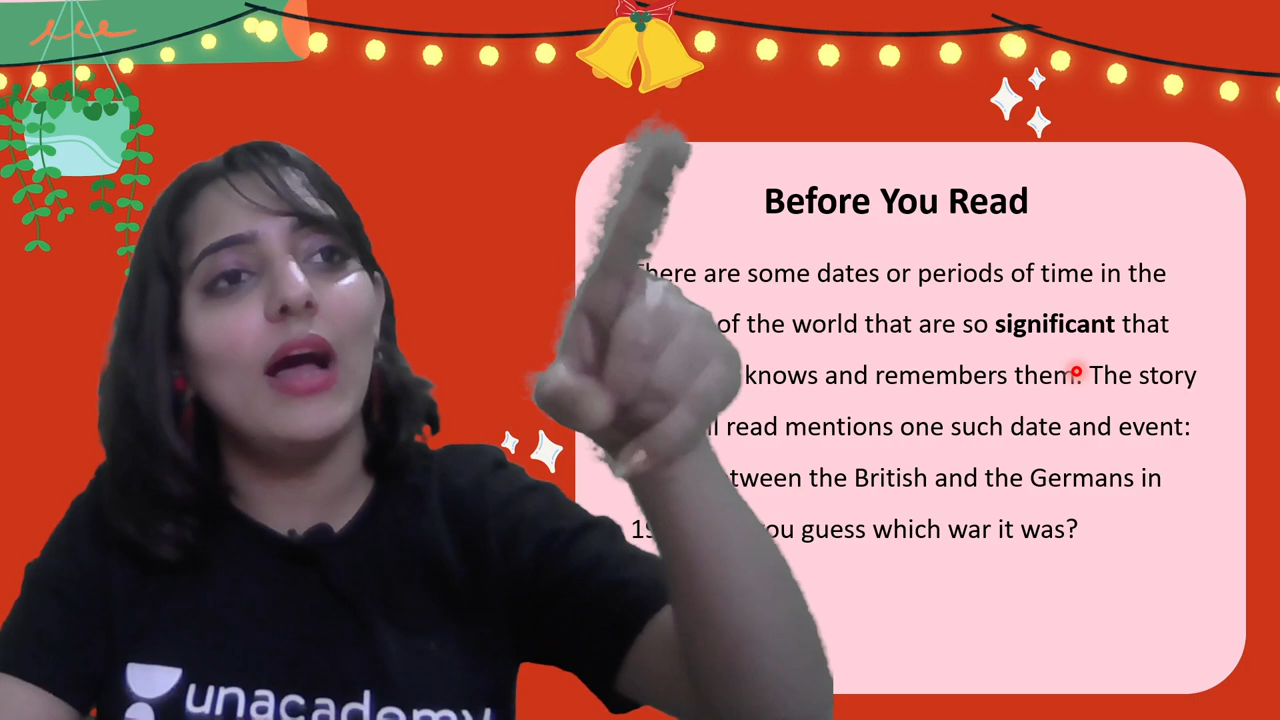 Before You Read
here are some dates or periods of time in the
of the world that are so significant that
knows and remembers them. The story
read mentions one such date and event:
tween the British and the Germans in
19 ou guess which war it was?
unacademy